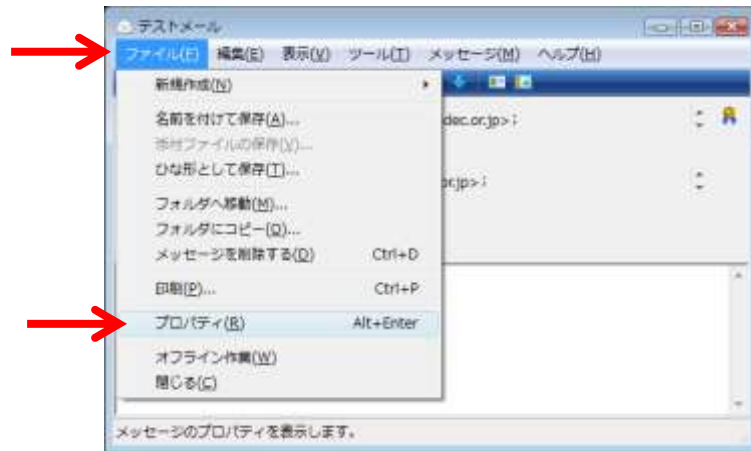 テストメール
ファイル(F) 編集(E) 表示(V) ツール(T) メッセージ(M) ヘルプ(H)
新規作成(N)
名前を付けて保存(A)...
dec.or.jp>;
添付ファイルの保存(V)...
ひな形として保存(T)...
or.jp>;
フォルダへ移動(M)...
フォルダにコピー(O)...
メッセージを削除する(D) Ctrl+D
印刷(P)... Ctrl+P
プロパティ(R) Alt+Enter
オフライン作業(W)
閉じる(C)
メッセージのプロパティを表示します。